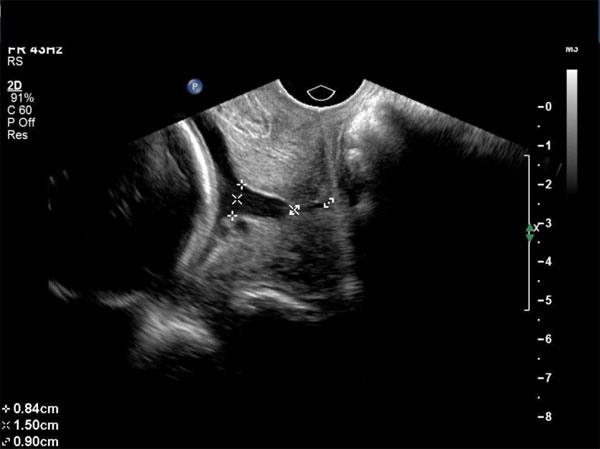 FR 43Hz
RS
2D
91%
C 60
P Off
Res
P
M3
-0
-1
-2
-3
-4
-5
-6
-7
-8
X
0.84cm
1.50cm
0.90cm